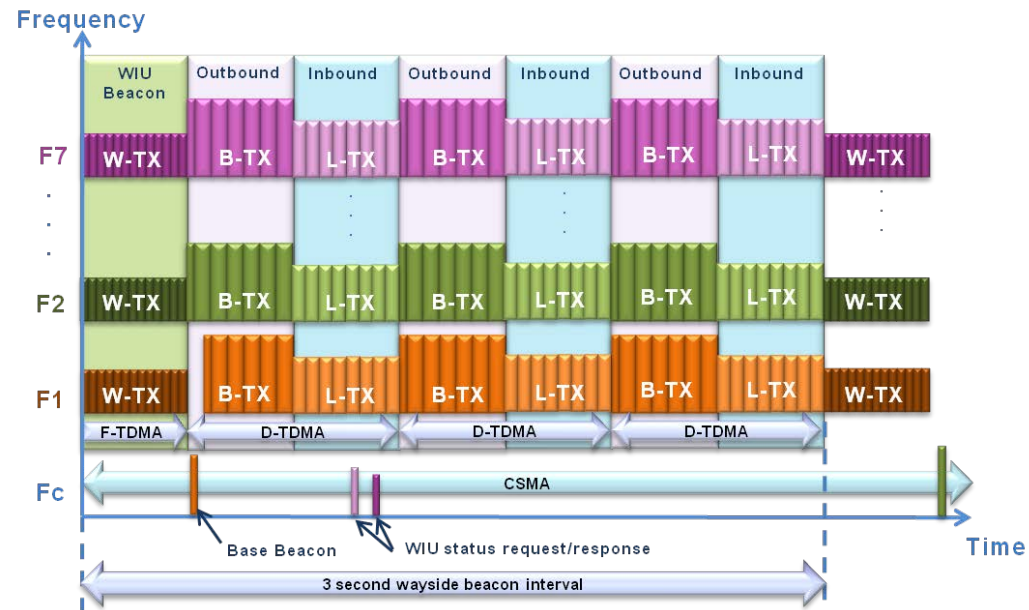 Frequency
WIU
Beacon
Outbound
Inbound
Outbound
Inbound
Outbound
Inbound
F7
W-TX
B-TX
L-TX
B-TX
L-TX
B-TX
L-TX
W-TX
F2
W-TX
B-TX
L-TX
B-TX
L-TX
B-TX
L-TX
W-TX
F1
W-TX
B-TX
L-TX
B-TX
L-TX
B-TX
L-TX
W-TX
F-TDMA
D-TDMA
D-TDMA
D-TDMA
Fc
CSMA
Base Beacon
WIU status request/response
Time
3 second wayside beacon interval